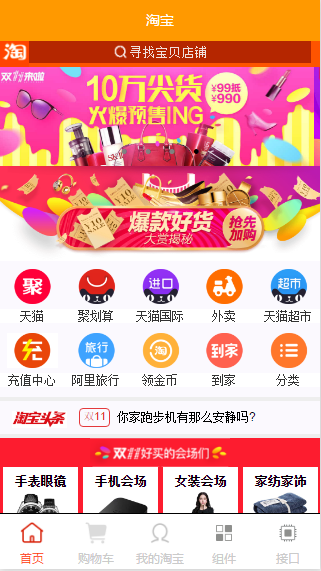 淘宝
淘 寻找宝贝店铺
双11来啦
10万尖货 ¥99抵¥990
火爆预售ING
爆款好货 抢先加购
大赏揭秘
聚 进口 超市
天猫 聚划算 天猫国际 外卖 天猫超市
充 旅行 淘 到家
充值中心 阿里旅行 领金币 到家 分类
淘宝头条 双11 你家跑步机有那么安静吗?
双11好买的会场们
手表眼镜 手机会场 女装会场 家纺家饰
首页 购物车 我的淘宝 组件 接口